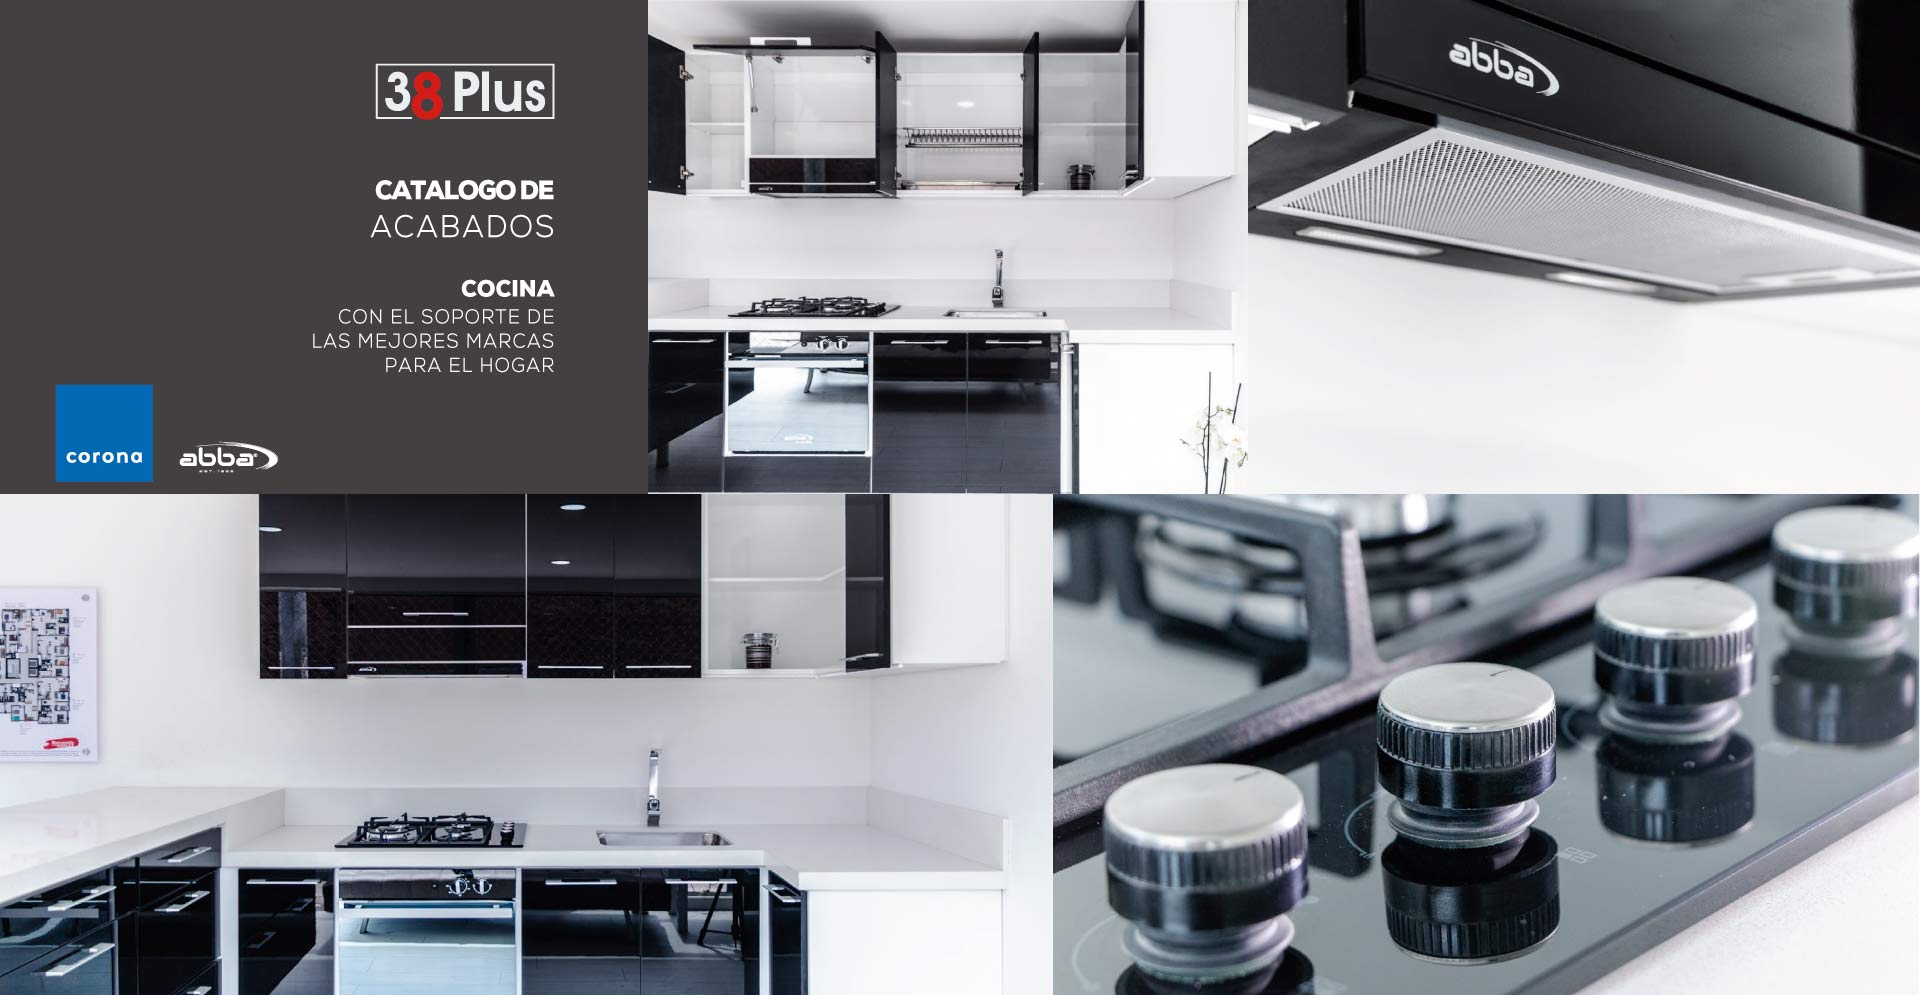 38 Plus
CATALOGO DE
ACABADOS
COCINA
CON EL SOPORTE DE
LAS MEJORES MARCAS
PARA EL HOGAR
corona
abba
abba